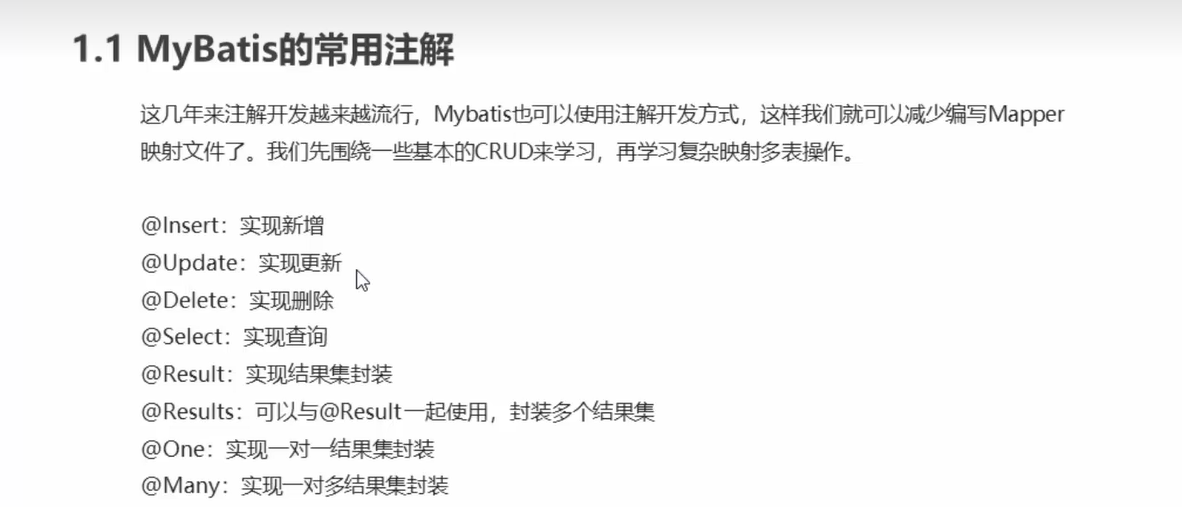 1.1 MyBatis的常用注解
这几年来注解开发越来越流行，Mybatis也可以使用注解开发方式，这样我们就可以减少编写Mapper
映射文件了。我们先围绕一些基本的CRUD来学习，再学习复杂映射多表操作。
@Insert：实现新增
@Update：实现更新
@Delete：实现删除
@Select：实现查询
@Result：实现结果集封装
@Results：可以与@Result一起使用，封装多个结果集
@One：实现一对一结果集封装
@Many：实现一对多结果集封装